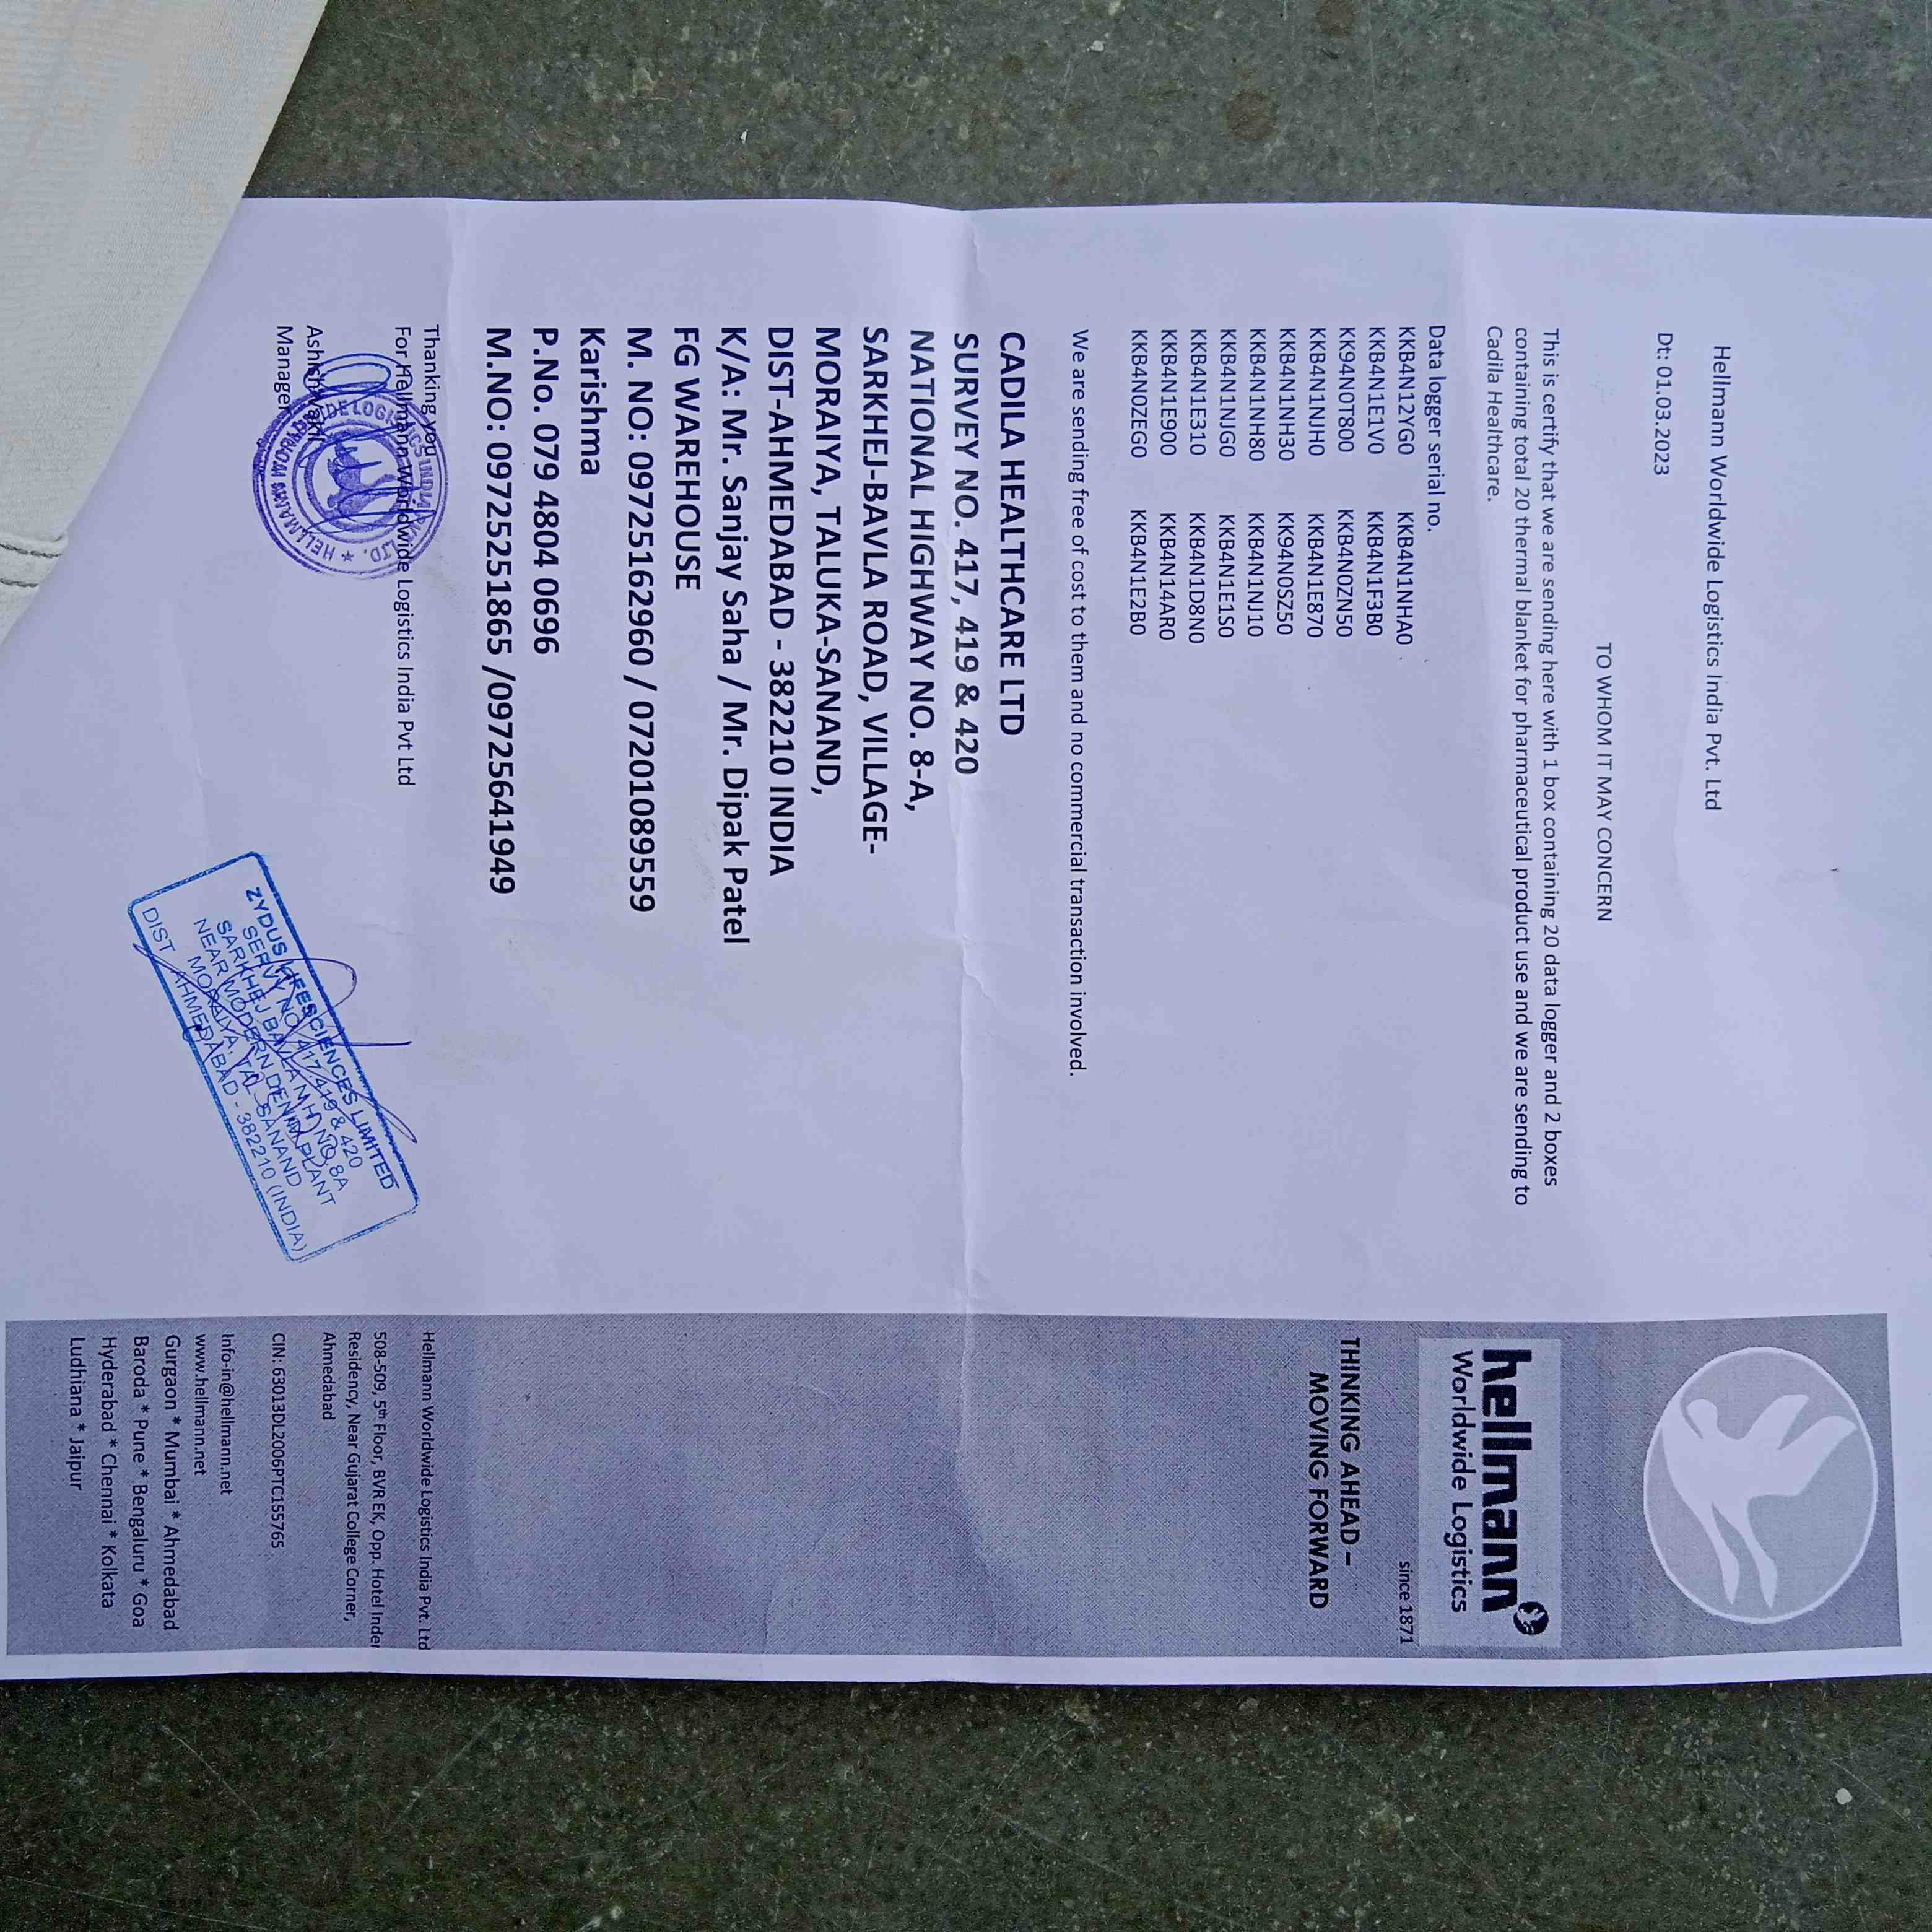 Hellmann Worldwide Logistics India Pvt. Ltd
Dt: 01.03.2023
TO WHOM IT MAY CONCERN
This is certify that we are sending here with 1 box containing 20 data logger and 2 boxes
containing total 20 thermal blanket for pharmaceutical product use and we are sending to
Cadila Healthcare.
Data logger serial no.
KKB4N12YG0 KKB4N1NHA0
KKB4N1E1V0 KKB4N1F3B0
KK94N0T800 KKB4N0ZN50
KKB4N1NJH0 KKB4N1E870
KKB4N1NH30 KK94N0SZ50
KKB4N1NH80 KKB4N1NJ10
KKB4N1NJG0 KKB4N1E1S0
KKB4N1E310 KKB4N1D8N0
KKB4N1E900 KKB4N14AR0
KKB4N0ZEG0 KKB4N1E2B0
We are sending free of cost to them and no commercial transaction involved.
CADILA HEALTHCARE LTD
SURVEY NO. 417, 419 & 420
NATIONAL HIGHWAY NO. 8-A,
SARKHEJ-BAVLA ROAD, VILLAGE-
MORAIYA, TALUKA-SANAND,
DIST-AHMEDABAD - 382210 INDIA
K/A: Mr. Sanjay Saha / Mr. Dipak Patel
FG WAREHOUSE
M. NO: 09725162960 / 07201089559
Karishma
P.No. 079 4804 0696
M.NO: 09725251865 /09725641949
Thanking you
For Hellmann Worldwide Logistics India Pvt Ltd
Ashish
Manager
ZYDUS LIFESCIENCES LIMITED
SERVY NO. 417/419 & 420
SARKHEJ BAVLA NH NO. 8A
NEAR MODERN DENIM PLANT
MORAIYA, TAL. SANAND
DIST AHMEDABAD - 382210 (INDIA)
hellmann
Worldwide Logistics
since 1871
THINKING AHEAD –
MOVING FORWARD
Hellmann Worldwide Logistics India Pvt. Ltd
508-509, 5th Floor, BVR EK, Opp. Hotel Inder
Residency, Near Gujarat College Corner,
Ahmedabad
CIN: 63013DL2006PTC155765
Info-in@hellmann.net
www.hellmann.net
Gurgaon * Mumbai * Ahmedabad
Baroda * Pune * Bengaluru * Goa
Hyderabad * Chennai * Kolkata
Ludhiana * Jaipur